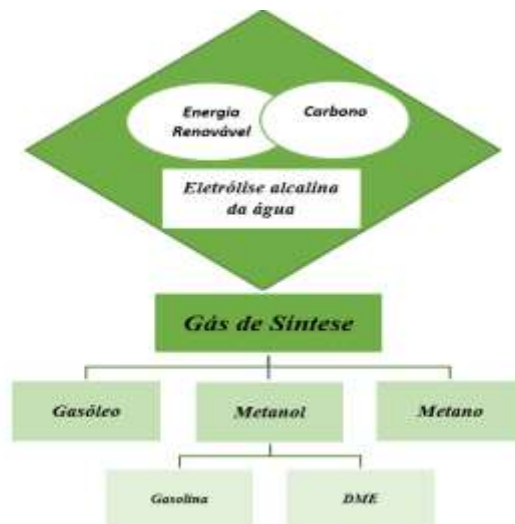 Energia
Renovável
Carbono
Eletrólise alcalina
da água
Gás de Síntese
Gasóleo
Metanol
Metano
Gasolina
DME